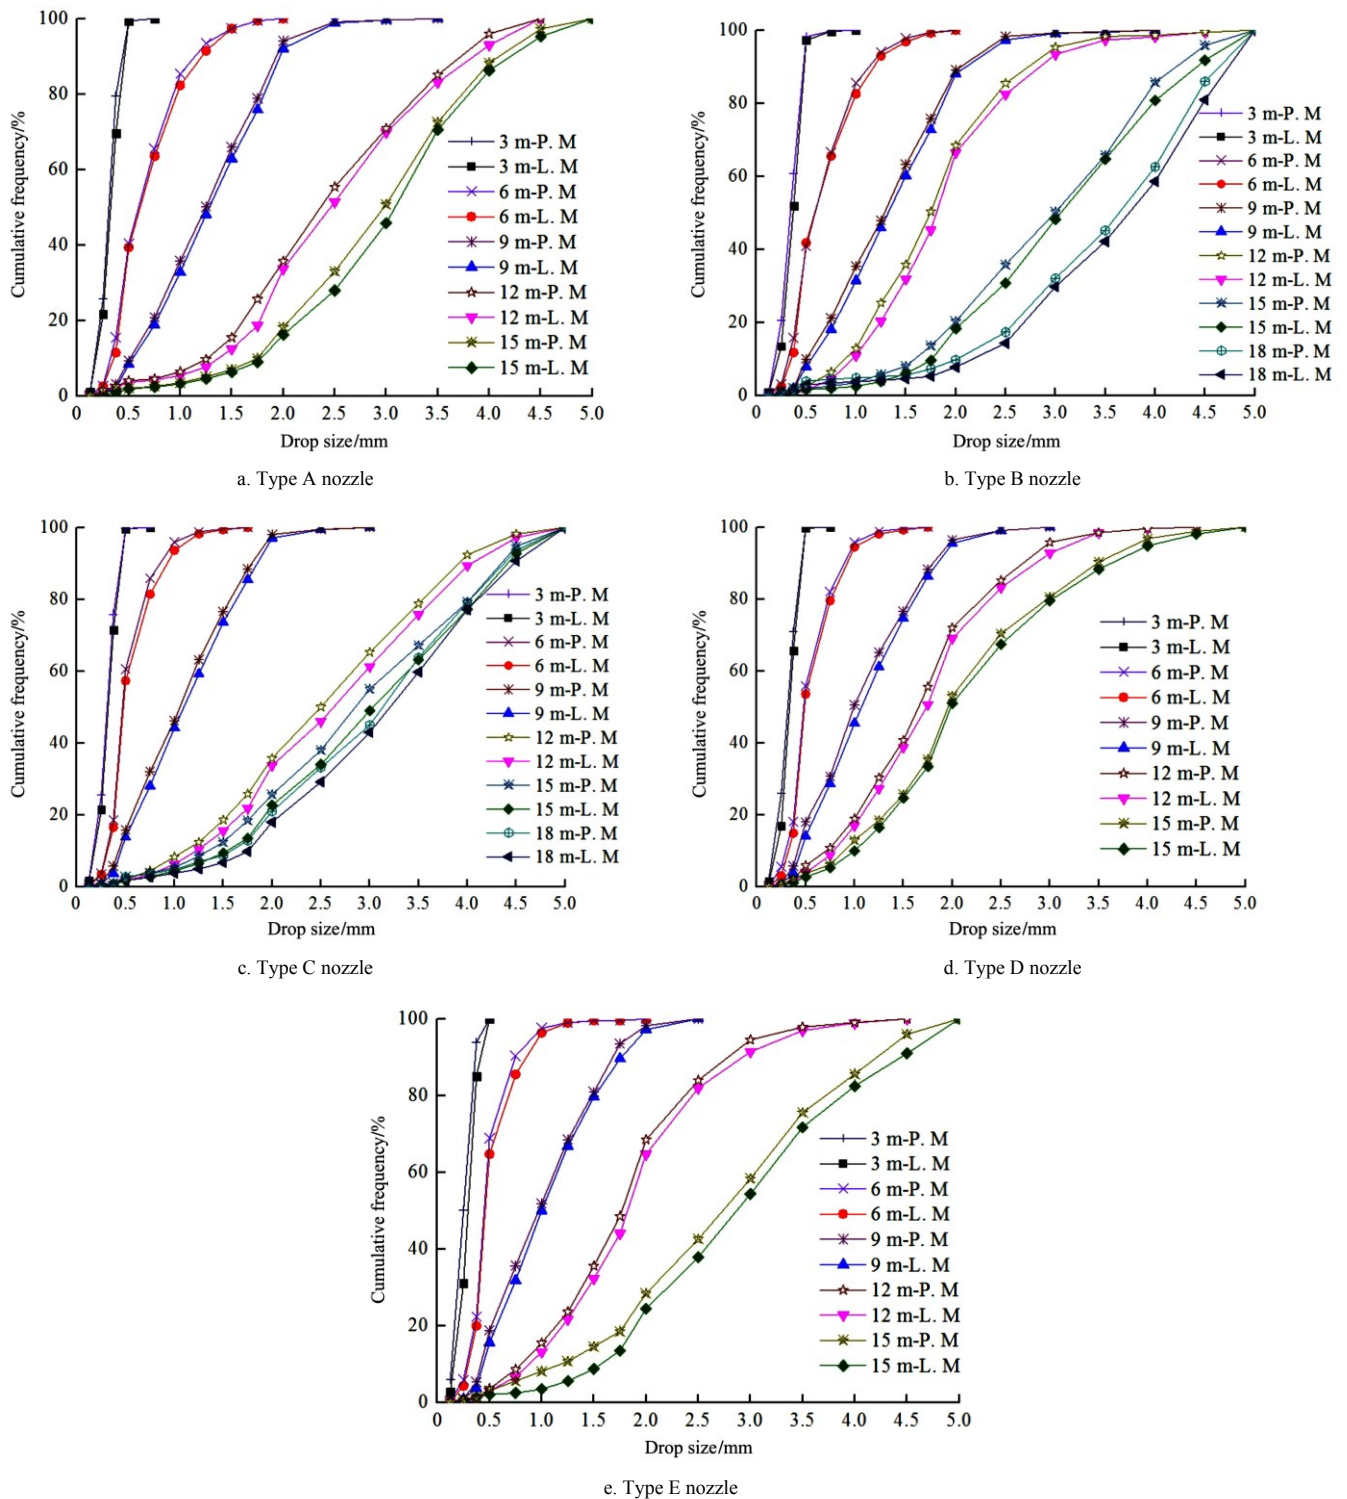 100
80
60
40
20
0
Cumulative frequency/%
3 m-P. M
3 m-L. M
6 m-P. M
6 m-L. M
9 m-P. M
9 m-L. M
12 m-P. M
12 m-L. M
15 m-P. M
15 m-L. M
0 0.5 1.0 1.5 2.0 2.5 3.0 3.5 4.0 4.5 5.0
Drop size/mm
a. Type A nozzle
100
80
60
40
20
0
Cumulative frequency/%
3 m-P. M
3 m-L. M
6 m-P. M
6 m-L. M
9 m-P. M
9 m-L. M
12 m-P. M
12 m-L. M
15 m-P. M
15 m-L. M
18 m-P. M
18 m-L. M
0 0.5 1.0 1.5 2.0 2.5 3.0 3.5 4.0 4.5 5.0
Drop size/mm
b. Type B nozzle
100
80
60
40
20
0
Cumulative frequency/%
3 m-P. M
3 m-L. M
6 m-P. M
6 m-L. M
9 m-P. M
9 m-L. M
12 m-P. M
12 m-L. M
15 m-P. M
15 m-L. M
18 m-P. M
18 m-L. M
0 0.5 1.0 1.5 2.0 2.5 3.0 3.5 4.0 4.5 5.0
Drop size/mm
c. Type C nozzle
100
80
60
40
20
0
Cumulative frequency/%
3 m-P. M
3 m-L. M
6 m-P. M
6 m-L. M
9 m-P. M
9 m-L. M
12 m-P. M
12 m-L. M
15 m-P. M
15 m-L. M
0 0.5 1.0 1.5 2.0 2.5 3.0 3.5 4.0 4.5 5.0
Drop size/mm
d. Type D nozzle
100
80
60
40
20
0
Cumulative frequency/%
3 m-P. M
3 m-L. M
6 m-P. M
6 m-L. M
9 m-P. M
9 m-L. M
12 m-P. M
12 m-L. M
15 m-P. M
15 m-L. M
0 0.5 1.0 1.5 2.0 2.5 3.0 3.5 4.0 4.5 5.0
Drop size/mm
e. Type E nozzle